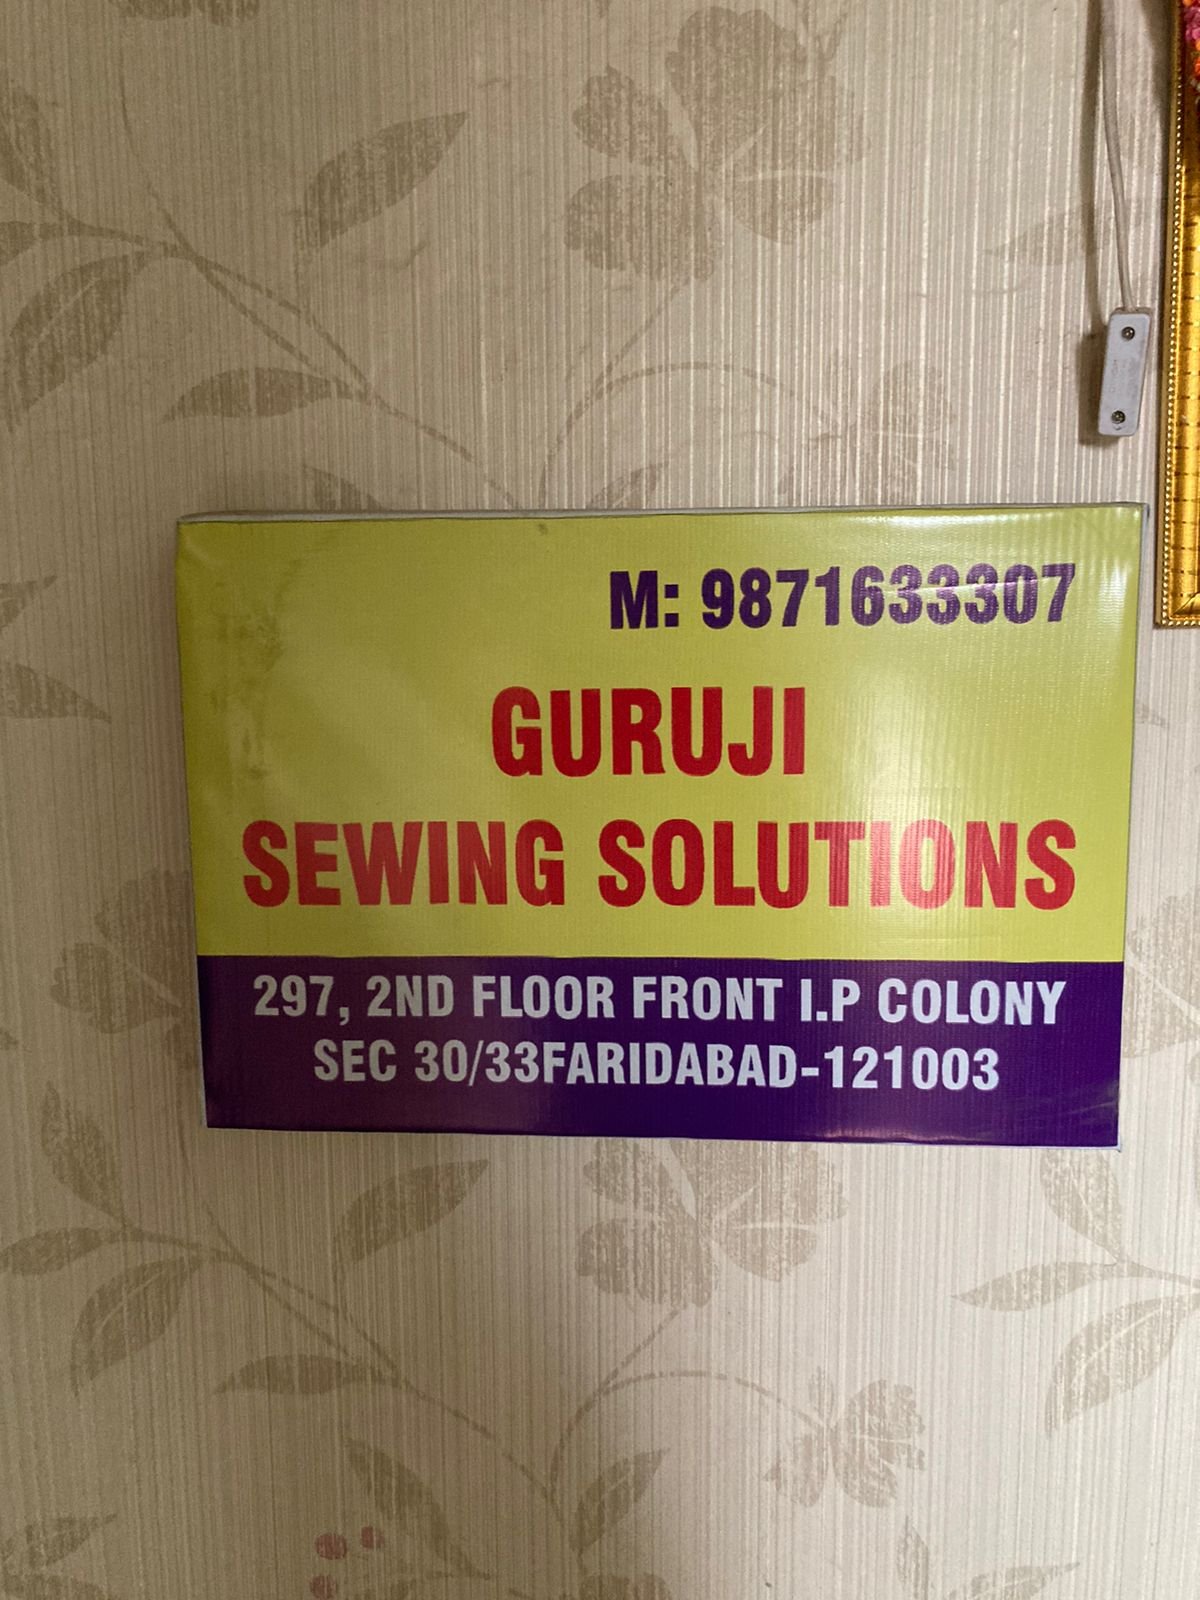 M: 9871633307
GURUJI
SEWING SOLUTIONS
297, 2ND FLOOR FRONT I.P COLONY
SEC 30/33FARIDABAD-121003